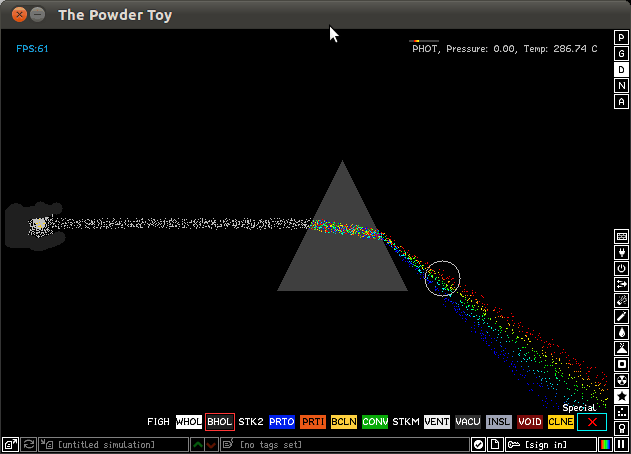 The Powder Toy
FPS:61
PHOT, Pressure: 0.00, Temp: 286.74 C
P
G
D
N
A
Special
FIGH WHOL BHOL STK2 PRTO PRTI BCLN CONV STKM VENT VACU INSL VOID CLNE
[untitled simulation] [no tags set] [sign in]